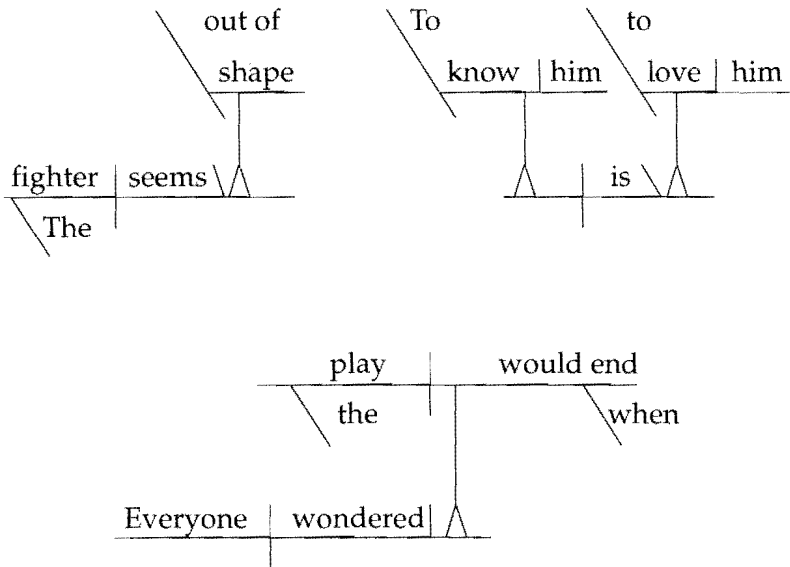 out of
shape
fighter seems
The
To
know him
to
love him
is
play would end
the when
Everyone wondered